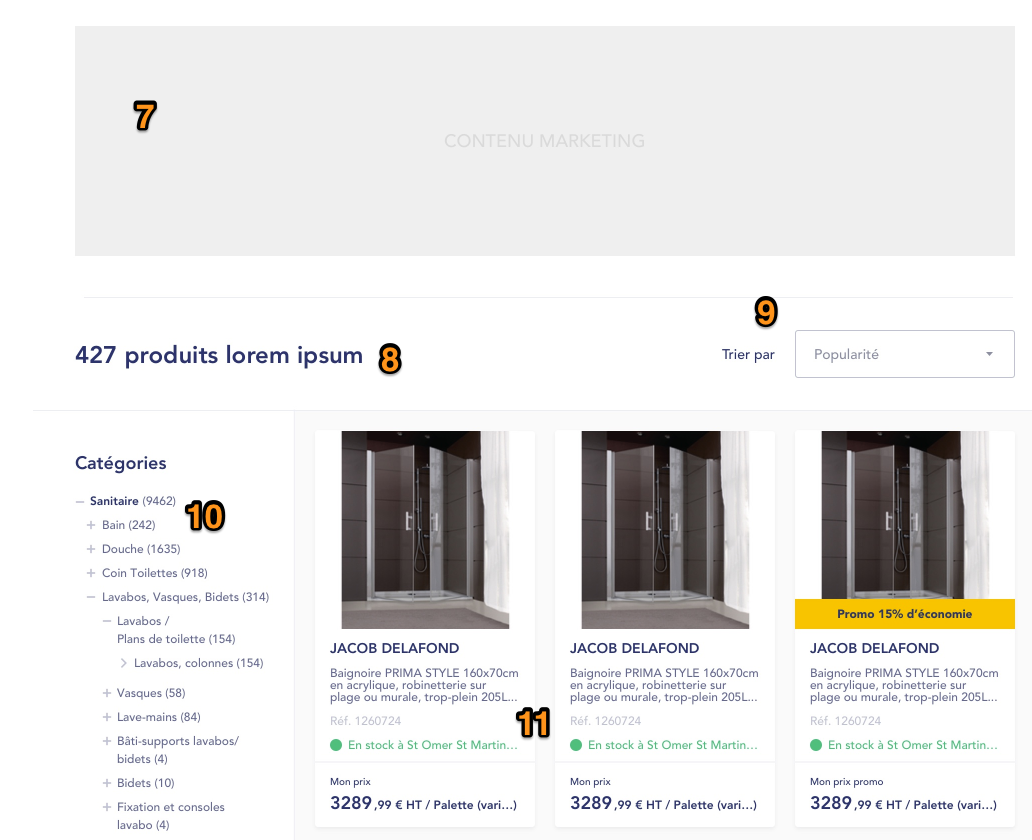 7
CONTENU MARKETING
9
427 produits lorem ipsum
8
Trier par
Popularité
Catégories
Sanitaire (9462)
10
Bain (242)
Douche (1635)
Coin Toilettes (918)
Lavabos, Vasques, Bidets (314)
Lavabos /
Plans de toilette (154)
Lavabos, colonnes (154)
Vasques (58)
Lave-mains (84)
Bâti-supports lavabos/
bidets (4)
Bidets (10)
Fixation et consoles
lavabo (4)
JACOB DELAFOND
Baignoire PRIMA STYLE 160x70cm
en acrylique, robinetterie sur
plage ou murale, trop-plein 205L...
Réf. 1260724
En stock à St Omer St Martin...
Mon prix
3289,99 € HT / Palette (vari...)
11
JACOB DELAFOND
Baignoire PRIMA STYLE 160x70cm
en acrylique, robinetterie sur
plage ou murale, trop-plein 205L...
Réf. 1260724
En stock à St Omer St Martin...
Mon prix
3289,99 € HT / Palette (vari...)
Promo 15% d’économie
JACOB DELAFOND
Baignoire PRIMA STYLE 160x70cm
en acrylique, robinetterie sur
plage ou murale, trop-plein 205L...
Réf. 1260724
En stock à St Omer St Martin...
Mon prix promo
3289,99 € HT / Palette (vari...)